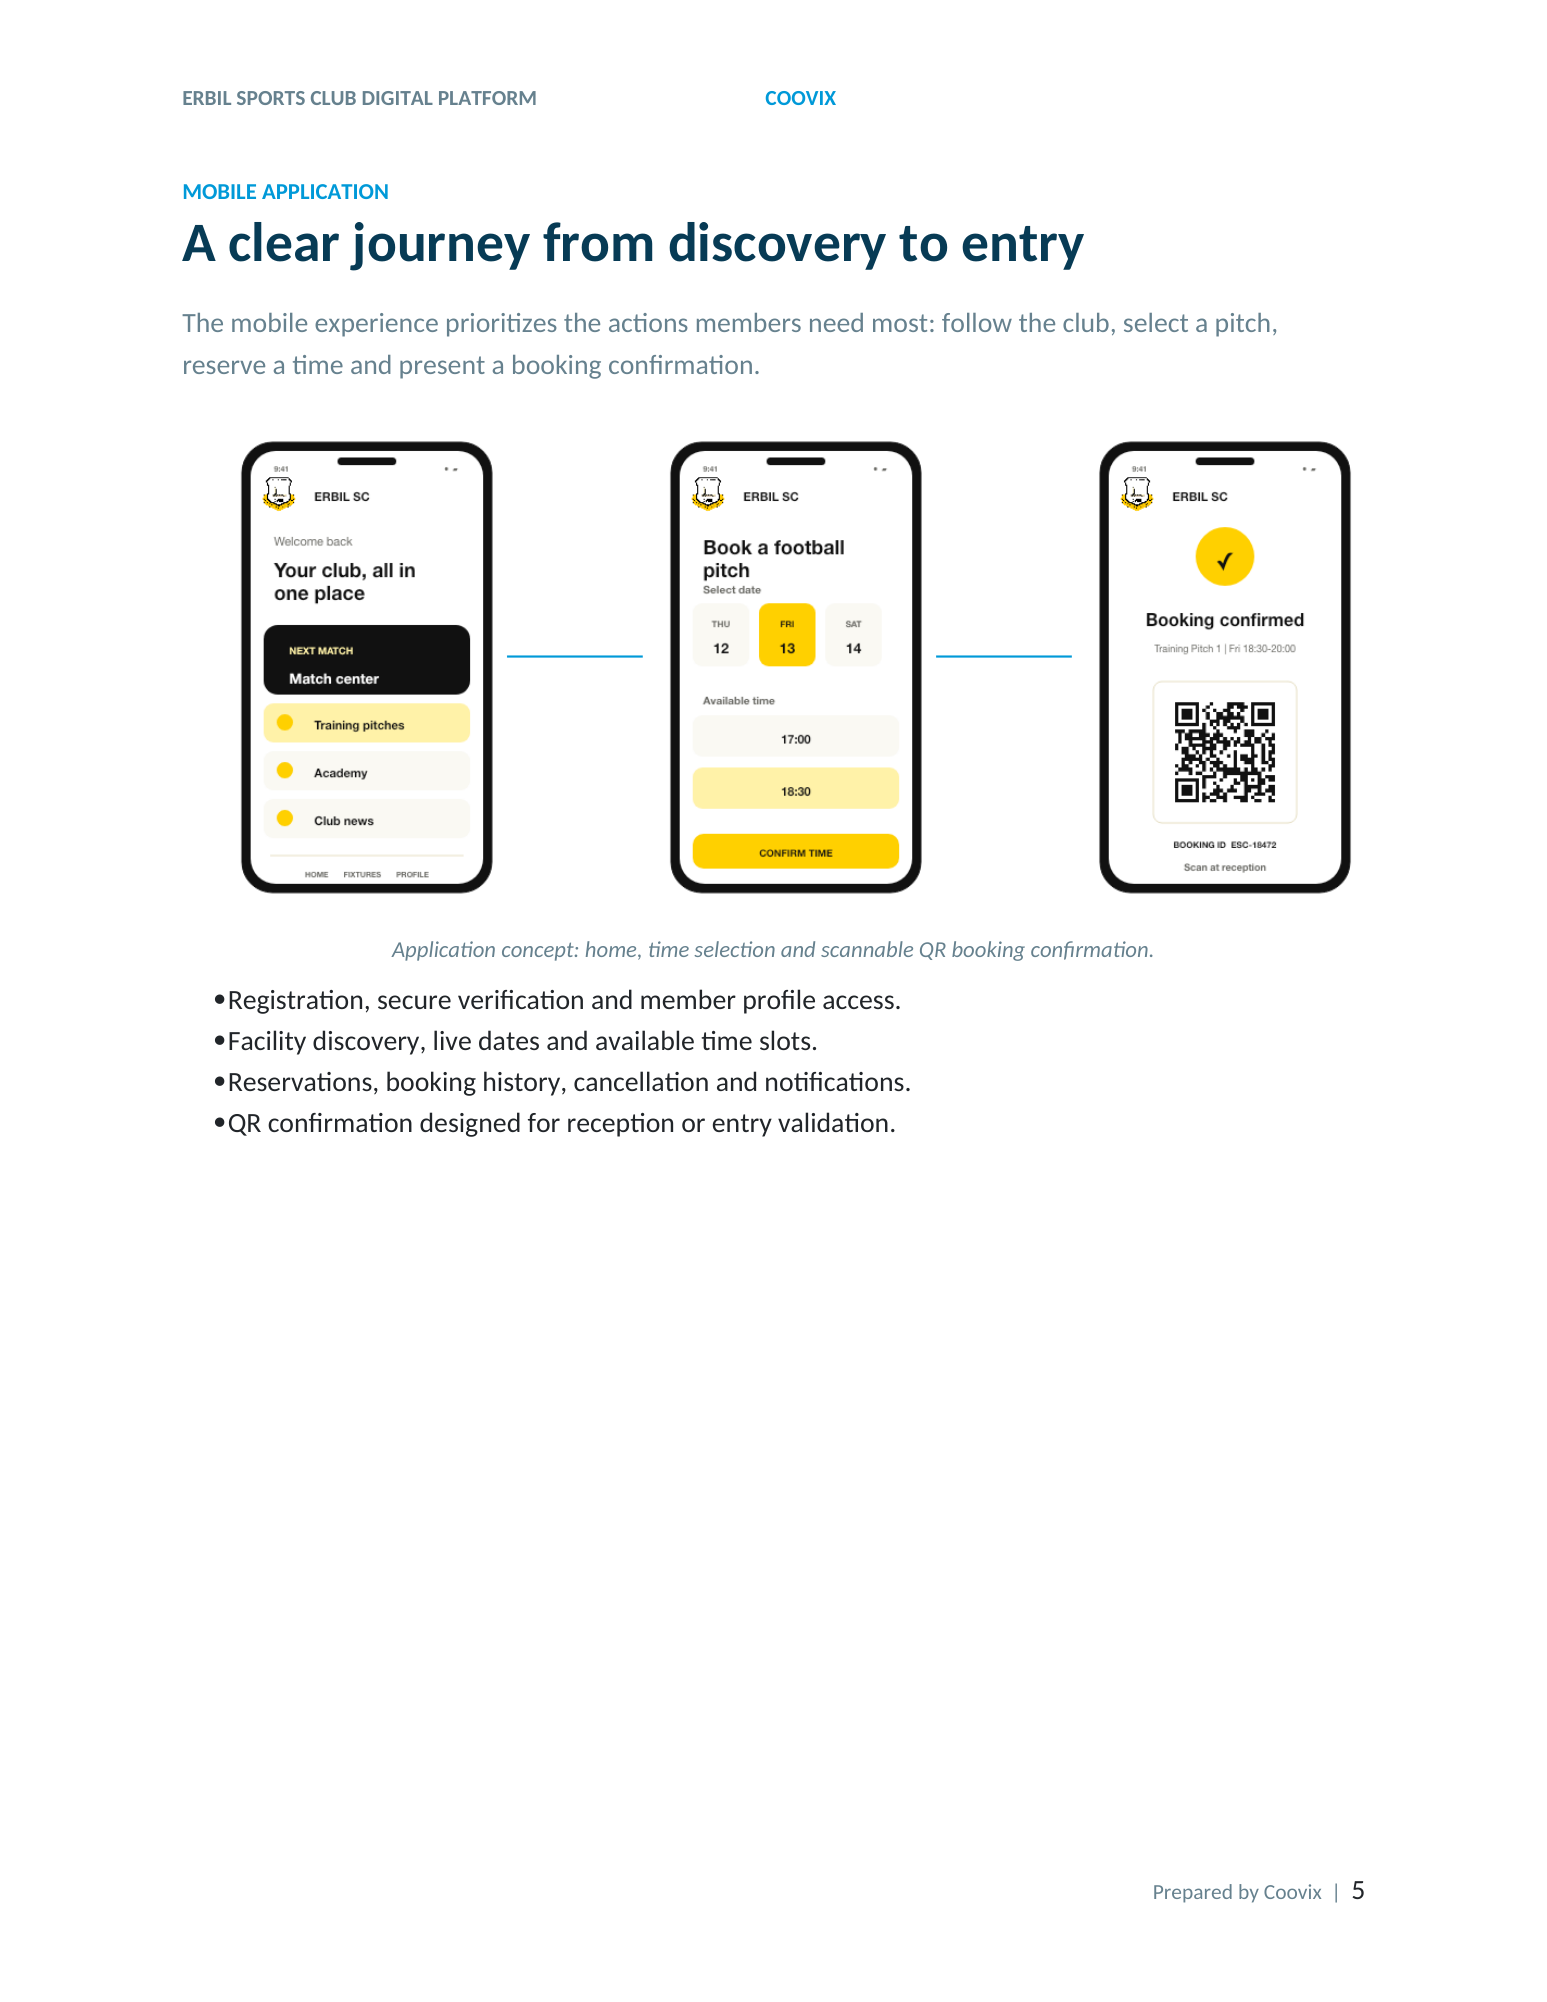 ERBIL SPORTS CLUB DIGITAL PLATFORM COOVIX
MOBILE APPLICATION
A clear journey from discovery to entry
The mobile experience prioritizes the actions members need most: follow the club, select a pitch,
reserve a time and present a booking confirmation.
9:41
ERBIL SC
Welcome back
Your club, all in
one place
NEXT MATCH
Match center
Training pitches
Academy
Club news
HOME FIXTURES PROFILE
9:41
ERBIL SC
Book a football
pitch
Select date
THU FRI SAT
12 13 14
Available time
17:00
18:30
CONFIRM TIME
9:41
ERBIL SC
✓
Booking confirmed
Training Pitch 1 | Fri 18:30-20:00
BOOKING ID ESC-18472
Scan at reception
Application concept: home, time selection and scannable QR booking confirmation.
•Registration, secure verification and member profile access.
•Facility discovery, live dates and available time slots.
•Reservations, booking history, cancellation and notifications.
•QR confirmation designed for reception or entry validation.
Prepared by Coovix | 5